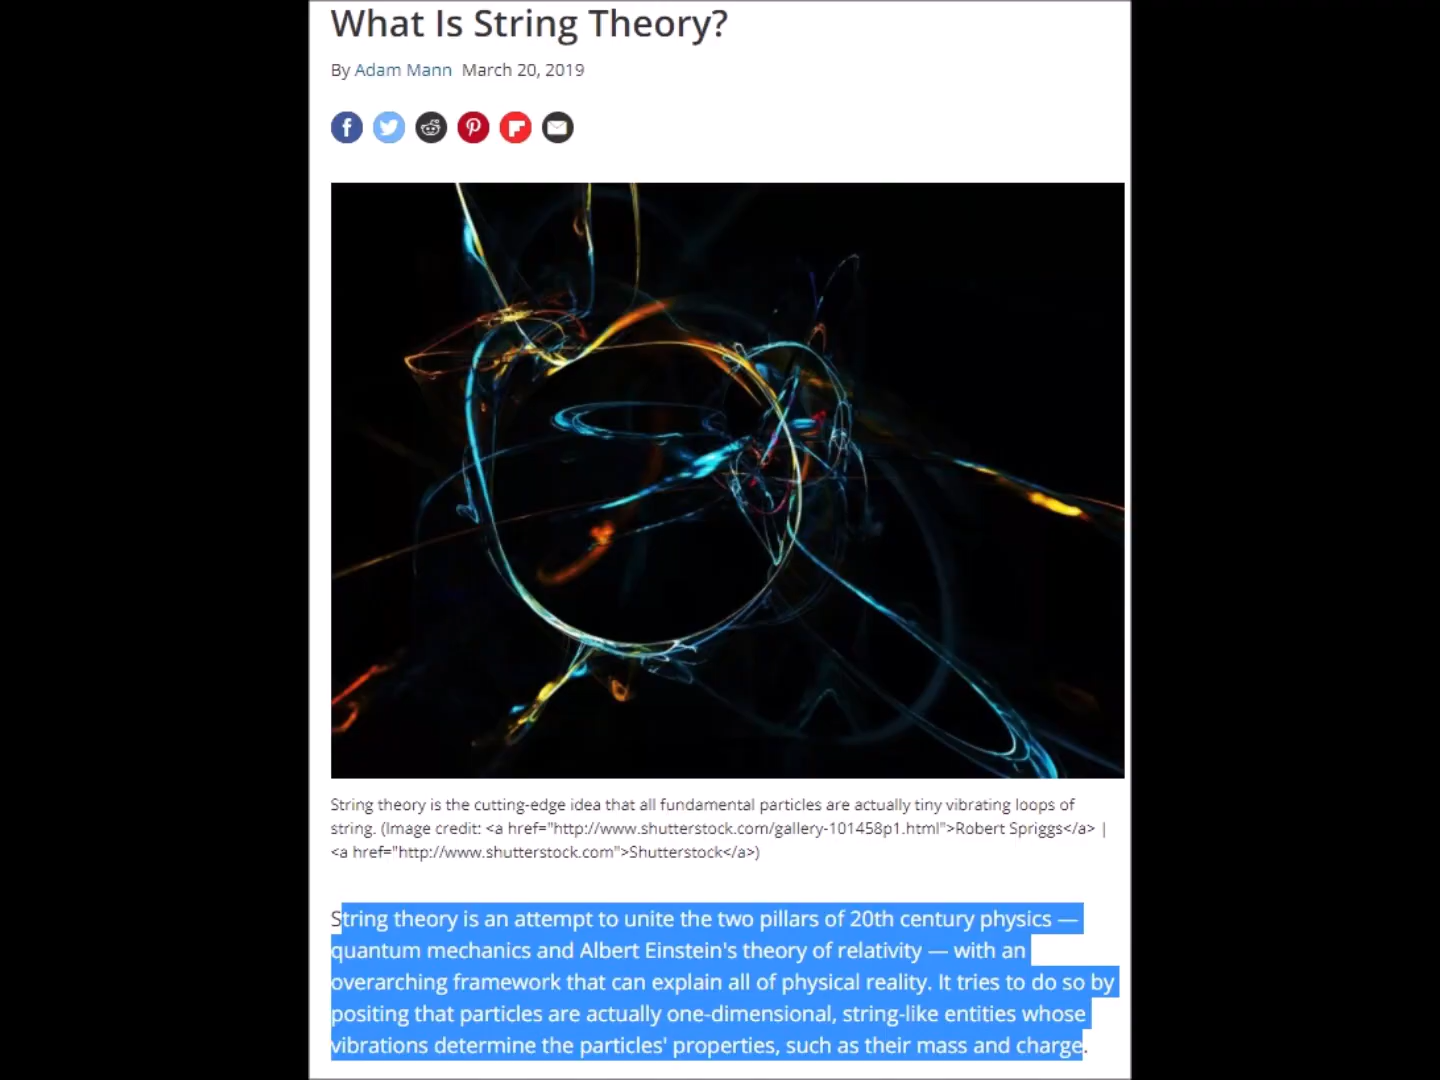 What Is String Theory?
By Adam Mann March 20, 2019
String theory is the cutting-edge idea that all fundamental particles are actually tiny vibrating loops of
string. (Image credit: <a href="http://www.shutterstock.com/gallery-101458p1.html">Robert Spriggs</a> |
<a href="http://www.shutterstock.com">Shutterstock</a>)
String theory is an attempt to unite the two pillars of 20th century physics —
quantum mechanics and Albert Einstein's theory of relativity — with an
overarching framework that can explain all of physical reality. It tries to do so by
positing that particles are actually one-dimensional, string-like entities whose
vibrations determine the particles' properties, such as their mass and charge.